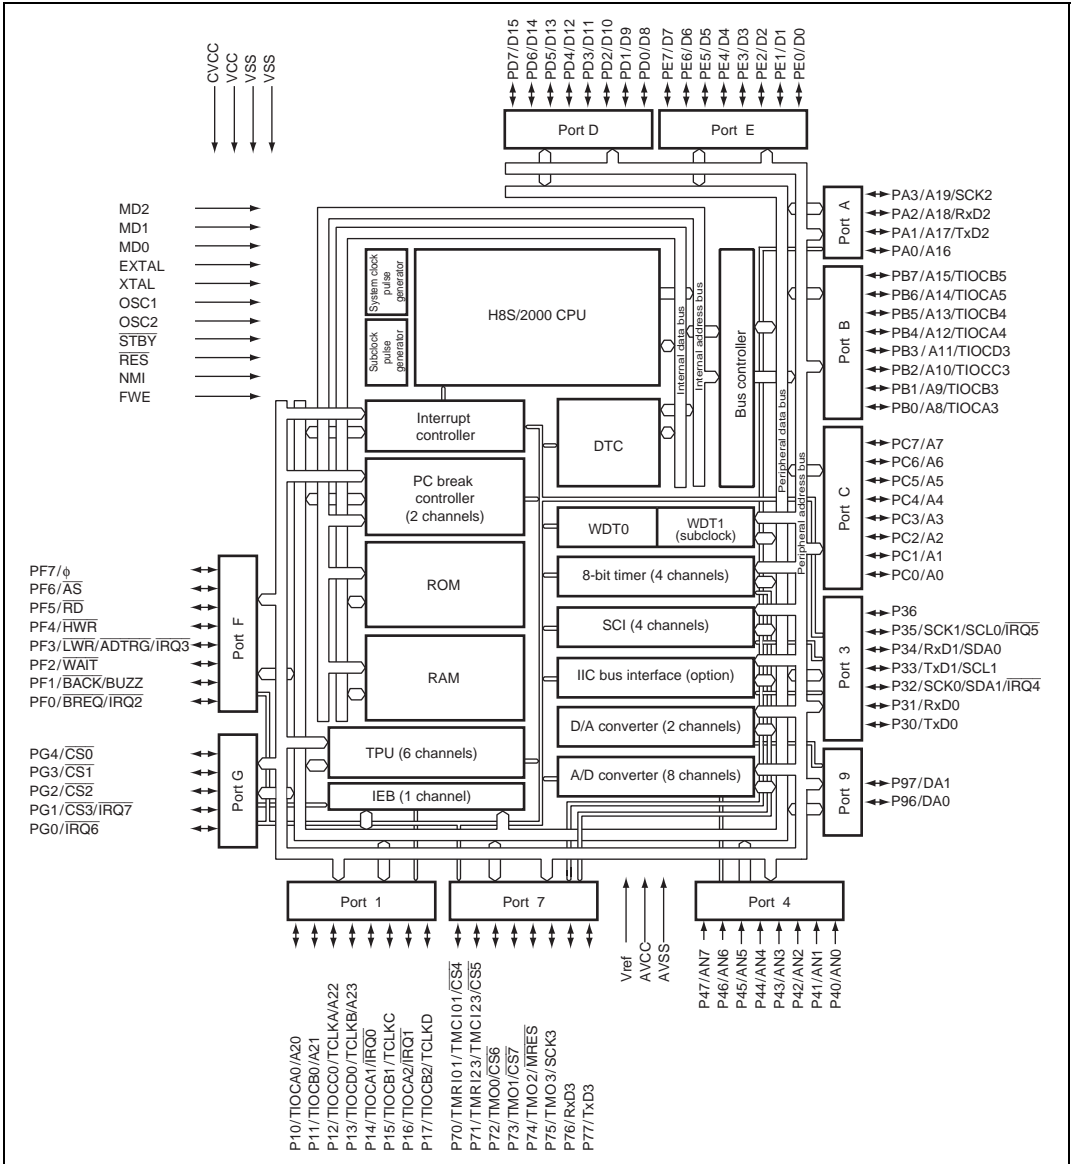 CVCC
VCC
VSS
VSS
PD7/D15
PD6/D14
PD5/D13
PD4/D12
PD3/D11
PD2/D10
PD1/D9
PD0/D8
PE7/D7
PE6/D6
PE5/D5
PE4/D4
PE3/D3
PE2/D2
PE1/D1
PE0/D0
Port D
Port E
MD2
MD1
MD0
EXTAL
XTAL
OSC1
OSC2
STBY
RES
NMI
FWE
System clock
pulse
generator
Subclock
pulse
generator
H8S/2000 CPU
Internal data bus
Internal address bus
Bus controller
Peripheral data bus
Peripheral address bus
Port A
PA3/A19/SCK2
PA2/A18/RxD2
PA1/A17/TxD2
PA0/A16
Port B
PB7/A15/TIOCB5
PB6/A14/TIOCA5
PB5/A13/TIOCB4
PB4/A12/TIOCA4
PB3/A11/TIOCD3
PB2/A10/TIOCC3
PB1/A9/TIOCB3
PB0/A8/TIOCA3
Interrupt
controller
DTC
PC break
controller
(2 channels)
Port C
PC7/A7
PC6/A6
PC5/A5
PC4/A4
PC3/A3
PC2/A2
PC1/A1
PC0/A0
WDT0
WDT1
(subclock)
ROM
8-bit timer (4 channels)
SCI (4 channels)
RAM
IIC bus interface (option)
D/A converter (2 channels)
TPU (6 channels)
A/D converter (8 channels)
IEB (1 channel)
PF7/ϕ
PF6/AS
PF5/RD
PF4/HWR
PF3/LWR/ADTRG/IRQ3
PF2/WAIT
PF1/BACK/BUZZ
PF0/BREQ/IRQ2
Port F
PG4/CS0
PG3/CS1
PG2/CS2
PG1/CS3/IRQ7
PG0/IRQ6
Port G
Port 3
P36
P35/SCK1/SCL0/IRQ5
P34/RxD1/SDA0
P33/TxD1/SCL1
P32/SCK0/SDA1/IRQ4
P31/RxD0
P30/TxD0
Port 9
P97/DA1
P96/DA0
Port 1
Port 7
Port 4
Vref
AVCC
AVSS
P47/AN7
P46/AN6
P45/AN5
P44/AN4
P43/AN3
P42/AN2
P41/AN1
P40/AN0
P10/TIOCA0/A20
P11/TIOCB0/A21
P12/TIOCC0/TCLKA/A22
P13/TIOCD0/TCLKB/A23
P14/TIOCA1/IRQ0
P15/TIOCB1/TCLKC
P16/TIOCA2/IRQ1
P17/TIOCB2/TCLKD
P70/TMRI01/TMCI01/CS4
P71/TMRI23/TMCI23/CS5
P72/TMO0/CS6
P73/TMO1/CS7
P74/TMO2/MRES
P75/TMO3/SCK3
P76/RxD3
P77/TxD3